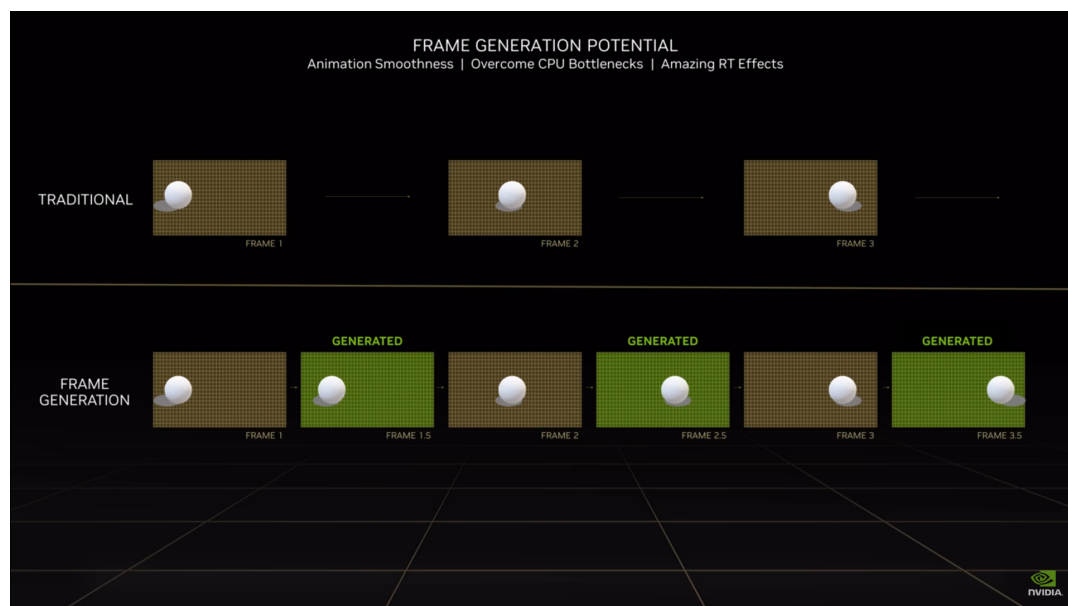 FRAME GENERATION POTENTIAL
Animation Smoothness | Overcome CPU Bottlenecks | Amazing RT Effects
TRADITIONAL
FRAME 1
FRAME 2
FRAME 3
GENERATED
GENERATED
GENERATED
FRAME
GENERATION
FRAME 1
FRAME 1.5
FRAME 2
FRAME 2.5
FRAME 3
FRAME 3.5
NVIDIA.